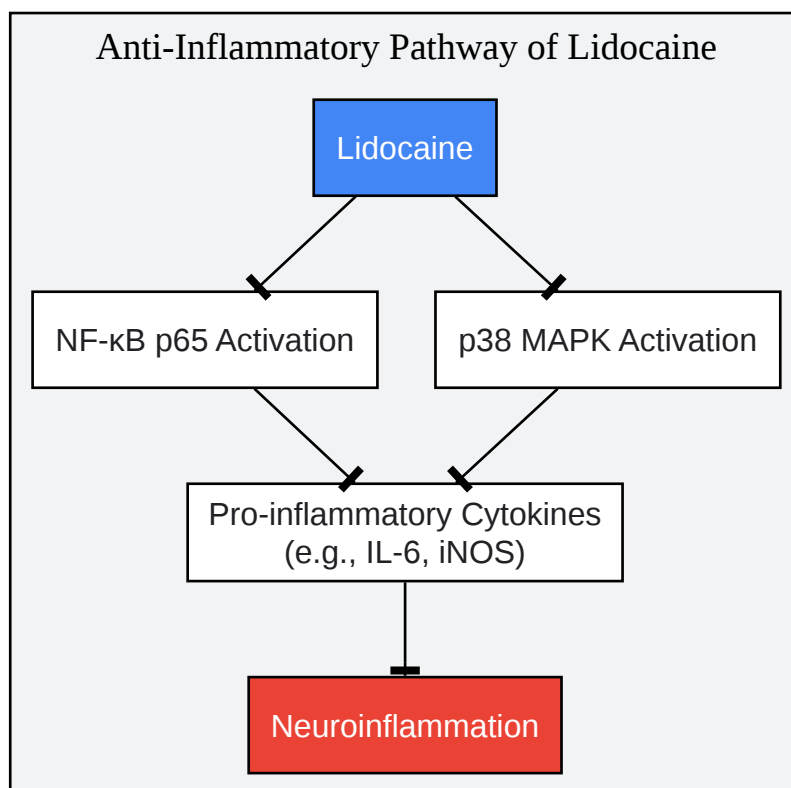 Anti-Inflammatory Pathway of Lidocaine
Lidocaine
NF-κB p65 Activation
p38 MAPK Activation
Pro-inflammatory Cytokines
(e.g., IL-6, iNOS)
Neuroinflammation